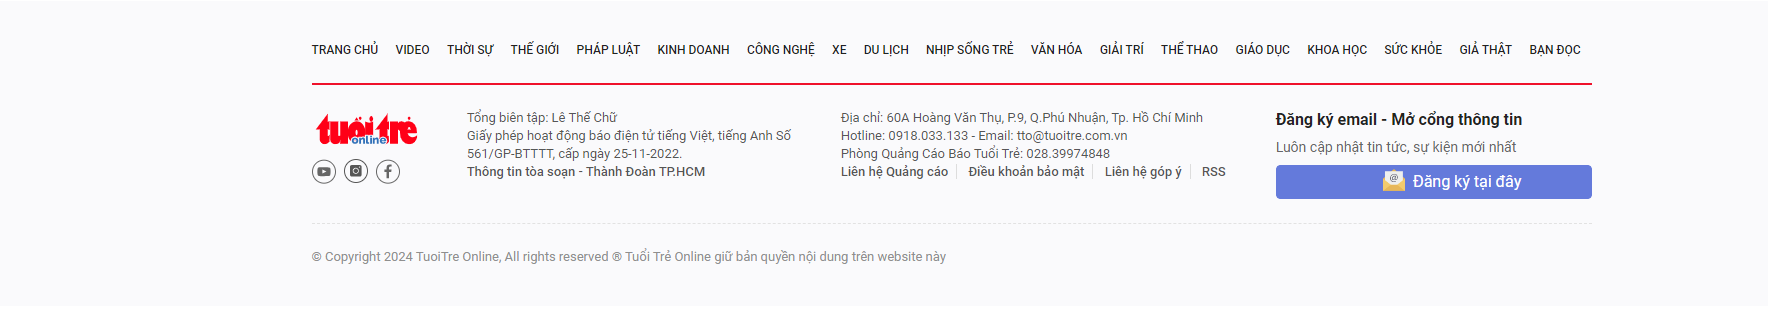 TRANG CHỦ VIDEO THỜI SỰ THẾ GIỚI PHÁP LUẬT KINH DOANH CÔNG NGHỆ XE DU LỊCH NHỊP SỐNG TRẺ VĂN HÓA GIẢI TRÍ THỂ THAO GIÁO DỤC KHOA HỌC SỨC KHỎE GIẢ THẬT BẠN ĐỌC
tuổi trẻ
online
Tổng biên tập: Lê Thế Chữ
Giấy phép hoạt động báo điện tử tiếng Việt, tiếng Anh Số
561/GP-BTTTT, cấp ngày 25-11-2022.
Thông tin tòa soạn - Thành Đoàn TP.HCM
Địa chỉ: 60A Hoàng Văn Thụ, P.9, Q.Phú Nhuận, Tp. Hồ Chí Minh
Hotline: 0918.033.133 - Email: tto@tuoitre.com.vn
Phòng Quảng Cáo Báo Tuổi Trẻ: 028.39974848
Liên hệ Quảng cáo Điều khoản bảo mật Liên hệ góp ý RSS
Đăng ký email - Mở cổng thông tin
Luôn cập nhật tin tức, sự kiện mới nhất
Đăng ký tại đây
© Copyright 2024 TuoiTre Online, All rights reserved ® Tuổi Trẻ Online giữ bản quyền nội dung trên website này